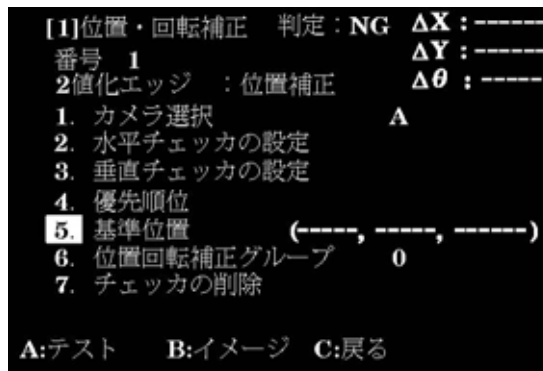 [1]位置・回転補正 判定：NG ΔX：-----
番号 1 ΔY：-----
2値化エッジ ：位置補正 Δθ：-----
1. カメラ選択 A
2. 水平チェッカの設定
3. 垂直チェッカの設定
4. 優先順位
5. 基準位置 (-----, -----, ------)
6. 位置回転補正グループ 0
7. チェッカの削除
A:テスト B:イメージ C:戻る